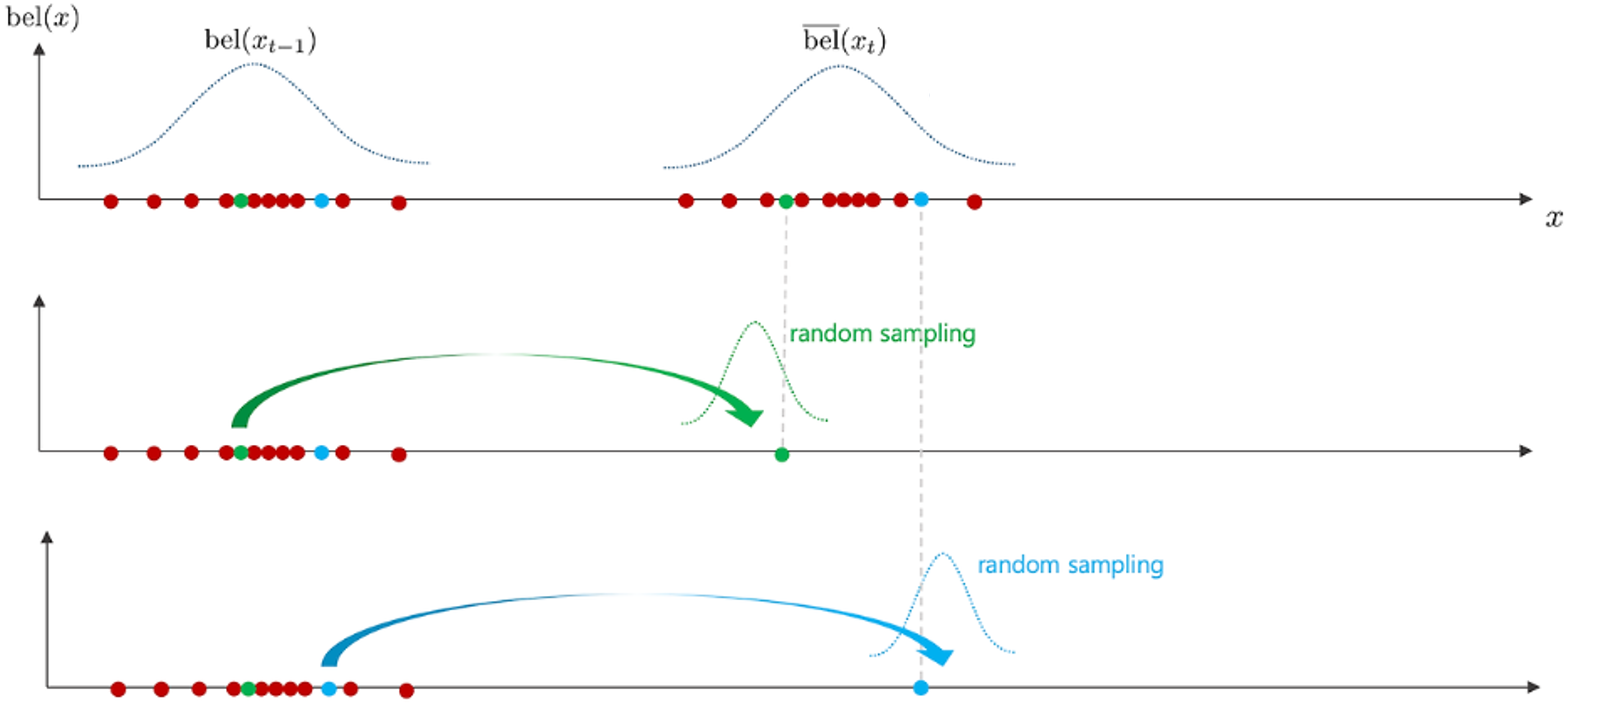 bel(x)
bel(x_{t-1})
\overline{bel}(x_t)
x
random sampling
random sampling